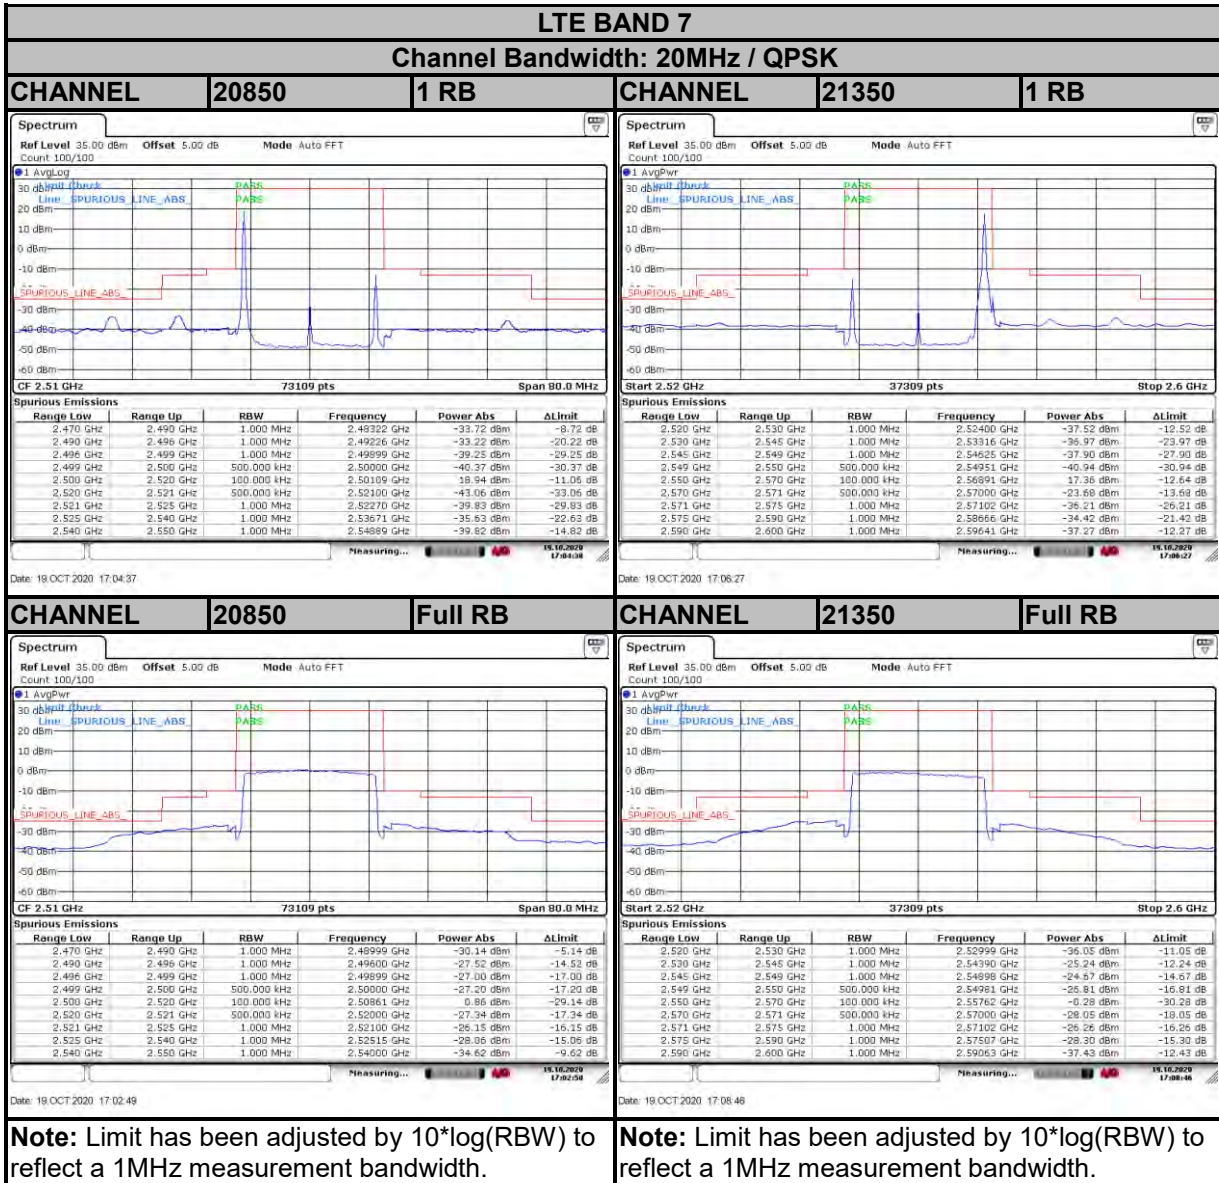 LTE BAND 7
Channel Bandwidth: 20MHz / QPSK
CHANNEL 20850 1 RB
Spectrum
Ref Level 35.00 dBm Offset 5.00 dB Mode Auto FFT
Count 100/100
1 AvgLog
30 dBm Limit Check PASS
Line _SPURIOUS_LINE_ABS_ PASS
20 dBm
10 dBm
0 dBm
-10 dBm
_SPURIOUS_LINE_ABS_
-30 dBm
-40 dBm
-50 dBm
-60 dBm
CF 2.51 GHz 73109 pts Span 80.0 MHz
Spurious Emissions
Range Low Range Up RBW Frequency Power Abs ΔLimit
2.470 GHz 2.490 GHz 1.000 MHz 2.48322 GHz -33.72 dBm -8.72 dB
2.490 GHz 2.496 GHz 1.000 MHz 2.49226 GHz -33.22 dBm -20.22 dB
2.496 GHz 2.499 GHz 1.000 MHz 2.49899 GHz -39.25 dBm -29.25 dB
2.499 GHz 2.500 GHz 500.000 kHz 2.50000 GHz -40.37 dBm -30.37 dB
2.500 GHz 2.520 GHz 100.000 kHz 2.50109 GHz 18.94 dBm -11.06 dB
2.520 GHz 2.521 GHz 500.000 kHz 2.52100 GHz -43.06 dBm -33.06 dB
2.521 GHz 2.525 GHz 1.000 MHz 2.52270 GHz -39.83 dBm -29.83 dB
2.525 GHz 2.540 GHz 1.000 MHz 2.53671 GHz -35.63 dBm -22.63 dB
2.540 GHz 2.550 GHz 1.000 MHz 2.54889 GHz -39.82 dBm -14.82 dB
Measuring... 19.10.2020
17:04:38
Date: 19.OCT.2020 17:04:37
CHANNEL 21350 1 RB
Spectrum
Ref Level 35.00 dBm Offset 5.00 dB Mode Auto FFT
Count 100/100
1 AvgPwr
30 dBm Limit Check PASS
Line _SPURIOUS_LINE_ABS_ PASS
20 dBm
10 dBm
0 dBm
-10 dBm
_SPURIOUS_LINE_ABS_
-30 dBm
-40 dBm
-50 dBm
-60 dBm
Start 2.52 GHz 37309 pts Stop 2.6 GHz
Spurious Emissions
Range Low Range Up RBW Frequency Power Abs ΔLimit
2.520 GHz 2.530 GHz 1.000 MHz 2.52400 GHz -37.52 dBm -12.52 dB
2.530 GHz 2.545 GHz 1.000 MHz 2.53316 GHz -36.97 dBm -23.97 dB
2.545 GHz 2.549 GHz 1.000 MHz 2.54625 GHz -37.90 dBm -27.90 dB
2.549 GHz 2.550 GHz 500.000 kHz 2.54951 GHz -40.94 dBm -30.94 dB
2.550 GHz 2.570 GHz 100.000 kHz 2.56891 GHz 17.36 dBm -12.64 dB
2.570 GHz 2.571 GHz 500.000 kHz 2.57000 GHz -23.68 dBm -13.68 dB
2.571 GHz 2.575 GHz 1.000 MHz 2.57102 GHz -36.21 dBm -26.21 dB
2.575 GHz 2.590 GHz 1.000 MHz 2.58666 GHz -34.42 dBm -21.42 dB
2.590 GHz 2.600 GHz 1.000 MHz 2.59641 GHz -37.27 dBm -12.27 dB
Measuring... 19.10.2020
17:06:27
Date: 19.OCT.2020 17:06:27
CHANNEL 20850 Full RB
Spectrum
Ref Level 35.00 dBm Offset 5.00 dB Mode Auto FFT
Count 100/100
1 AvgPwr
30 dBm Limit Check PASS
Line _SPURIOUS_LINE_ABS_ PASS
20 dBm
10 dBm
0 dBm
-10 dBm
_SPURIOUS_LINE_ABS_
-30 dBm
-40 dBm
-50 dBm
-60 dBm
CF 2.51 GHz 73109 pts Span 80.0 MHz
Spurious Emissions
Range Low Range Up RBW Frequency Power Abs ΔLimit
2.470 GHz 2.490 GHz 1.000 MHz 2.48999 GHz -30.14 dBm -5.14 dB
2.490 GHz 2.496 GHz 1.000 MHz 2.49600 GHz -27.52 dBm -14.52 dB
2.496 GHz 2.499 GHz 1.000 MHz 2.49899 GHz -27.00 dBm -17.00 dB
2.499 GHz 2.500 GHz 500.000 kHz 2.50000 GHz -27.20 dBm -17.20 dB
2.500 GHz 2.520 GHz 100.000 kHz 2.50861 GHz 0.86 dBm -29.14 dB
2.520 GHz 2.521 GHz 500.000 kHz 2.52000 GHz -27.34 dBm -17.34 dB
2.521 GHz 2.525 GHz 1.000 MHz 2.52100 GHz -26.15 dBm -16.15 dB
2.525 GHz 2.540 GHz 1.000 MHz 2.52515 GHz -28.06 dBm -15.06 dB
2.540 GHz 2.550 GHz 1.000 MHz 2.54000 GHz -34.62 dBm -9.62 dB
Measuring... 19.10.2020
17:02:50
Date: 19.OCT.2020 17:02:49
CHANNEL 21350 Full RB
Spectrum
Ref Level 35.00 dBm Offset 5.00 dB Mode Auto FFT
Count 100/100
1 AvgPwr
30 dBm Limit Check PASS
Line _SPURIOUS_LINE_ABS_ PASS
20 dBm
10 dBm
0 dBm
-10 dBm
_SPURIOUS_LINE_ABS_
-30 dBm
-40 dBm
-50 dBm
-60 dBm
Start 2.52 GHz 37309 pts Stop 2.6 GHz
Spurious Emissions
Range Low Range Up RBW Frequency Power Abs ΔLimit
2.520 GHz 2.530 GHz 1.000 MHz 2.52999 GHz -36.05 dBm -11.05 dB
2.530 GHz 2.545 GHz 1.000 MHz 2.54390 GHz -25.24 dBm -12.24 dB
2.545 GHz 2.549 GHz 1.000 MHz 2.54898 GHz -24.67 dBm -14.67 dB
2.549 GHz 2.550 GHz 500.000 kHz 2.54981 GHz -26.81 dBm -16.81 dB
2.550 GHz 2.570 GHz 100.000 kHz 2.55762 GHz -0.28 dBm -30.28 dB
2.570 GHz 2.571 GHz 500.000 kHz 2.57000 GHz -28.05 dBm -18.05 dB
2.571 GHz 2.575 GHz 1.000 MHz 2.57102 GHz -26.26 dBm -16.26 dB
2.575 GHz 2.590 GHz 1.000 MHz 2.57507 GHz -28.30 dBm -15.30 dB
2.590 GHz 2.600 GHz 1.000 MHz 2.59063 GHz -37.43 dBm -12.43 dB
Measuring... 19.10.2020
17:08:46
Date: 19.OCT.2020 17:08:46
Note: Limit has been adjusted by 10*log(RBW) to
reflect a 1MHz measurement bandwidth.
Note: Limit has been adjusted by 10*log(RBW) to
reflect a 1MHz measurement bandwidth.